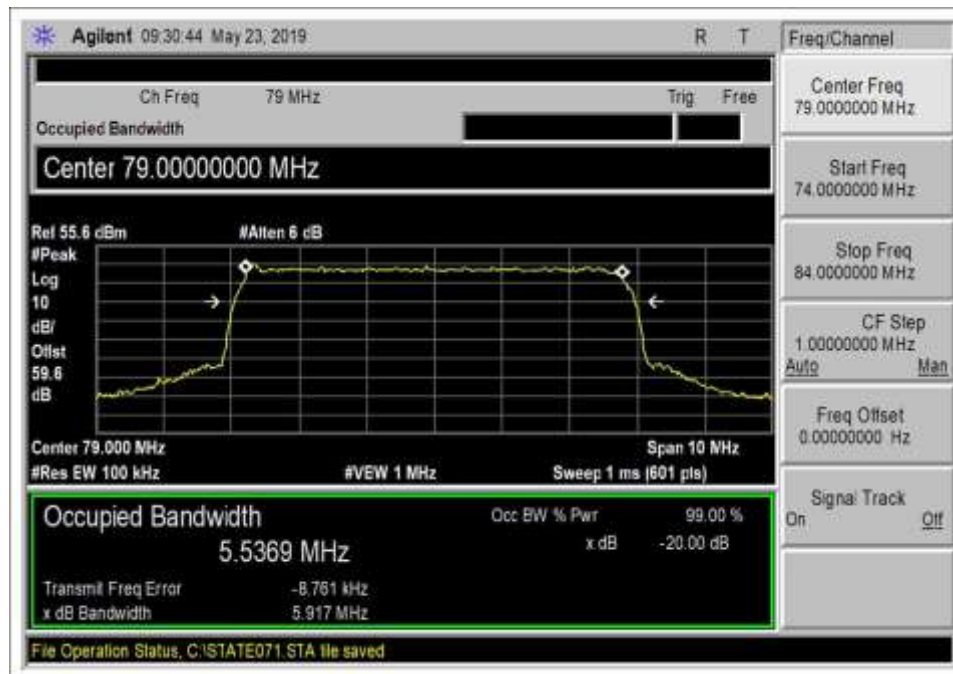 Agilent 09:30:44 May 23, 2019 R T
Freq/Channel
Ch Freq 79 MHz Trig Free
Occupied Bandwidth
Center 79.00000000 MHz
Ref 55.6 dBm #Atten 6 dB
#Peak
Log
10
dB/
Offst
59.6
dB
Center 79.000 MHz Span 10 MHz
#Res BW 100 kHz #VBW 1 MHz Sweep 1 ms (601 pts)
Occupied Bandwidth Occ BW % Pwr 99.00 %
5.5369 MHz x dB -20.00 dB
Transmit Freq Error -8.761 kHz
x dB Bandwidth 5.917 MHz
File Operation Status, C:\STATE071.STA file saved
Center Freq
79.0000000 MHz
Start Freq
74.0000000 MHz
Stop Freq
84.0000000 MHz
CF Step
1.00000000 MHz
Auto Man
Freq Offset
0.00000000 Hz
Signal Track
On Off